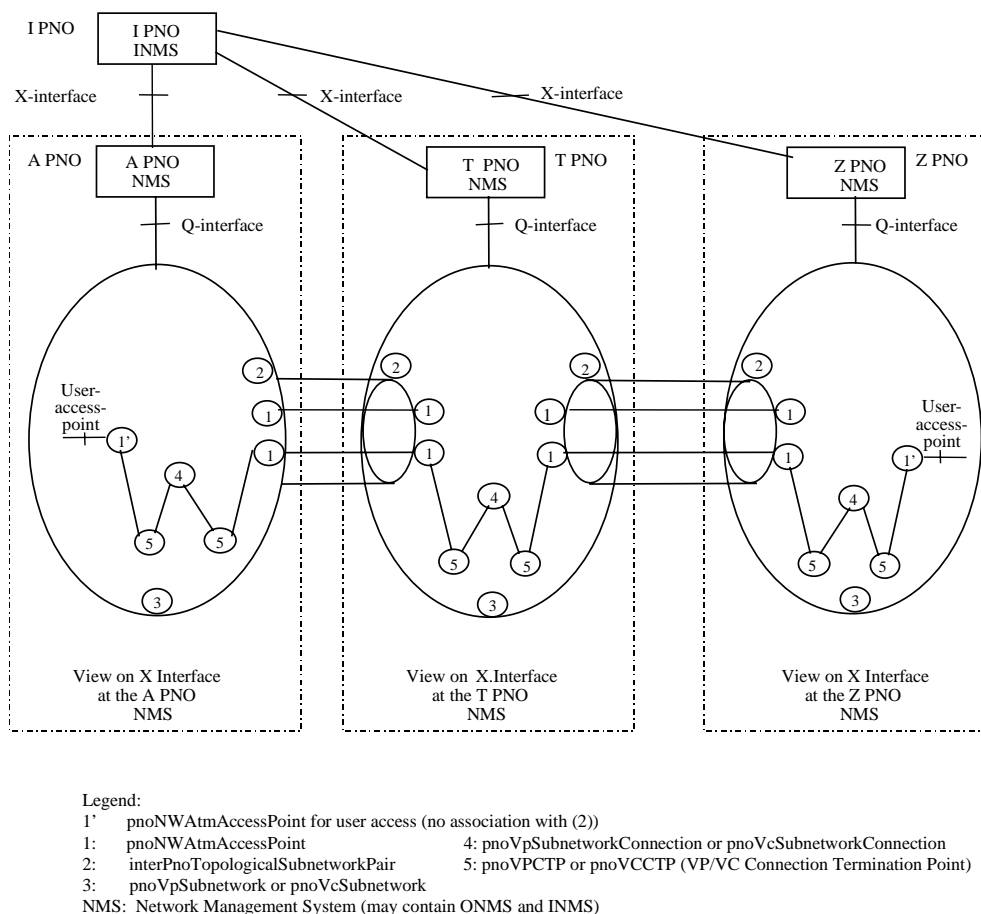 I PNO
I PNO
INMS
X-interface
X-interface
X-interface
A PNO
A PNO
NMS
T PNO
NMS
T PNO
Z PNO
NMS
Z PNO
Q-interface
Q-interface
Q-interface
2
2
2
2
User-
access-
point
1
1
1
1
User-
access-
point
1'
1
1
1
1
1'
4
4
4
5
5
5
5
5
5
3
3
3
View on X Interface
at the A PNO
NMS
View on X.Interface
at the T PNO
NMS
View on X Interface
at the Z PNO
NMS
Legend:
1' pnoNWAtmAccessPoint for user access (no association with (2))
1: pnoNWAtmAccessPoint 4: pnoVpSubnetworkConnection or pnoVcSubnetworkConnection
2: interPnoTopologicalSubnetworkPair 5: pnoVPCTP or pnoVCCTP (VP/VC Connection Termination Point)
3: pnoVpSubnetwork or pnoVcSubnetwork
NMS: Network Management System (may contain ONMS and INMS)